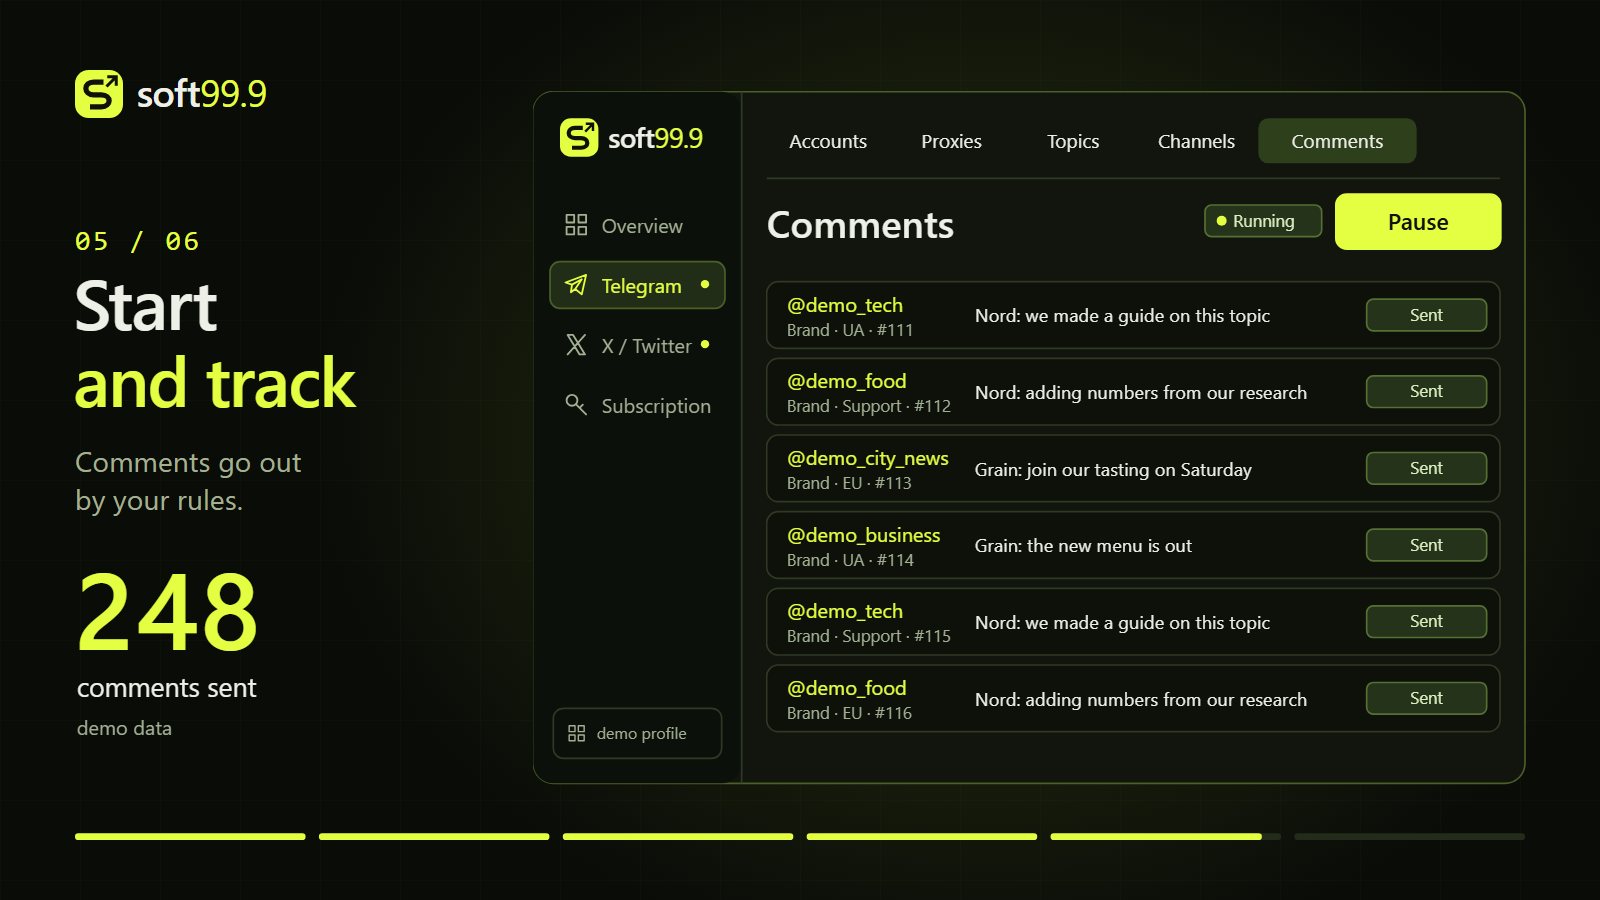 soft99.9
05 / 06
Start
and track
Comments go out
by your rules.
248
comments sent
demo data
soft99.9
Overview
Telegram
X / Twitter
Subscription
demo profile
Accounts
Proxies
Topics
Channels
Comments
Comments
Running
Pause
@demo_tech
Brand · UA · #111
Nord: we made a guide on this topic
Sent
@demo_food
Brand · Support · #112
Nord: adding numbers from our research
Sent
@demo_city_news
Brand · EU · #113
Grain: join our tasting on Saturday
Sent
@demo_business
Brand · UA · #114
Grain: the new menu is out
Sent
@demo_tech
Brand · Support · #115
Nord: we made a guide on this topic
Sent
@demo_food
Brand · EU · #116
Nord: adding numbers from our research
Sent